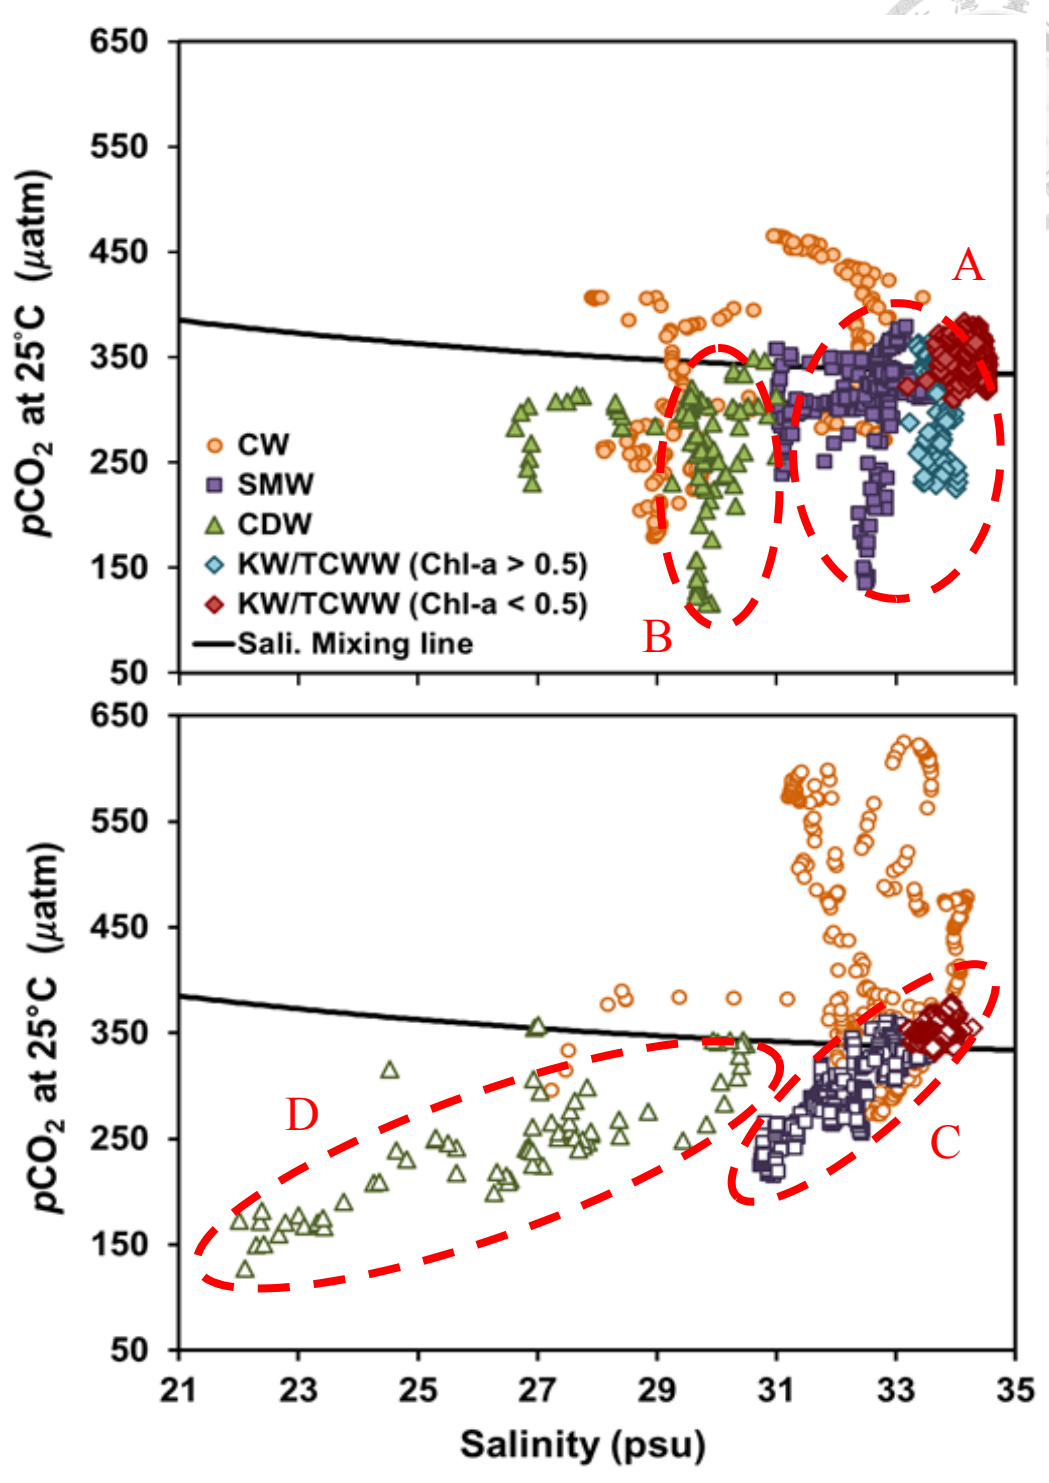 650
550
450
350
250
150
50
pCO2 at 25°C (μatm)
A
B
CW
SMW
CDW
KW/TCWW (Chl-a > 0.5)
KW/TCWW (Chl-a < 0.5)
Sali. Mixing line
650
550
450
350
250
150
50
pCO2 at 25°C (μatm)
D
C
21 23 25 27 29 31 33 35
Salinity (psu)